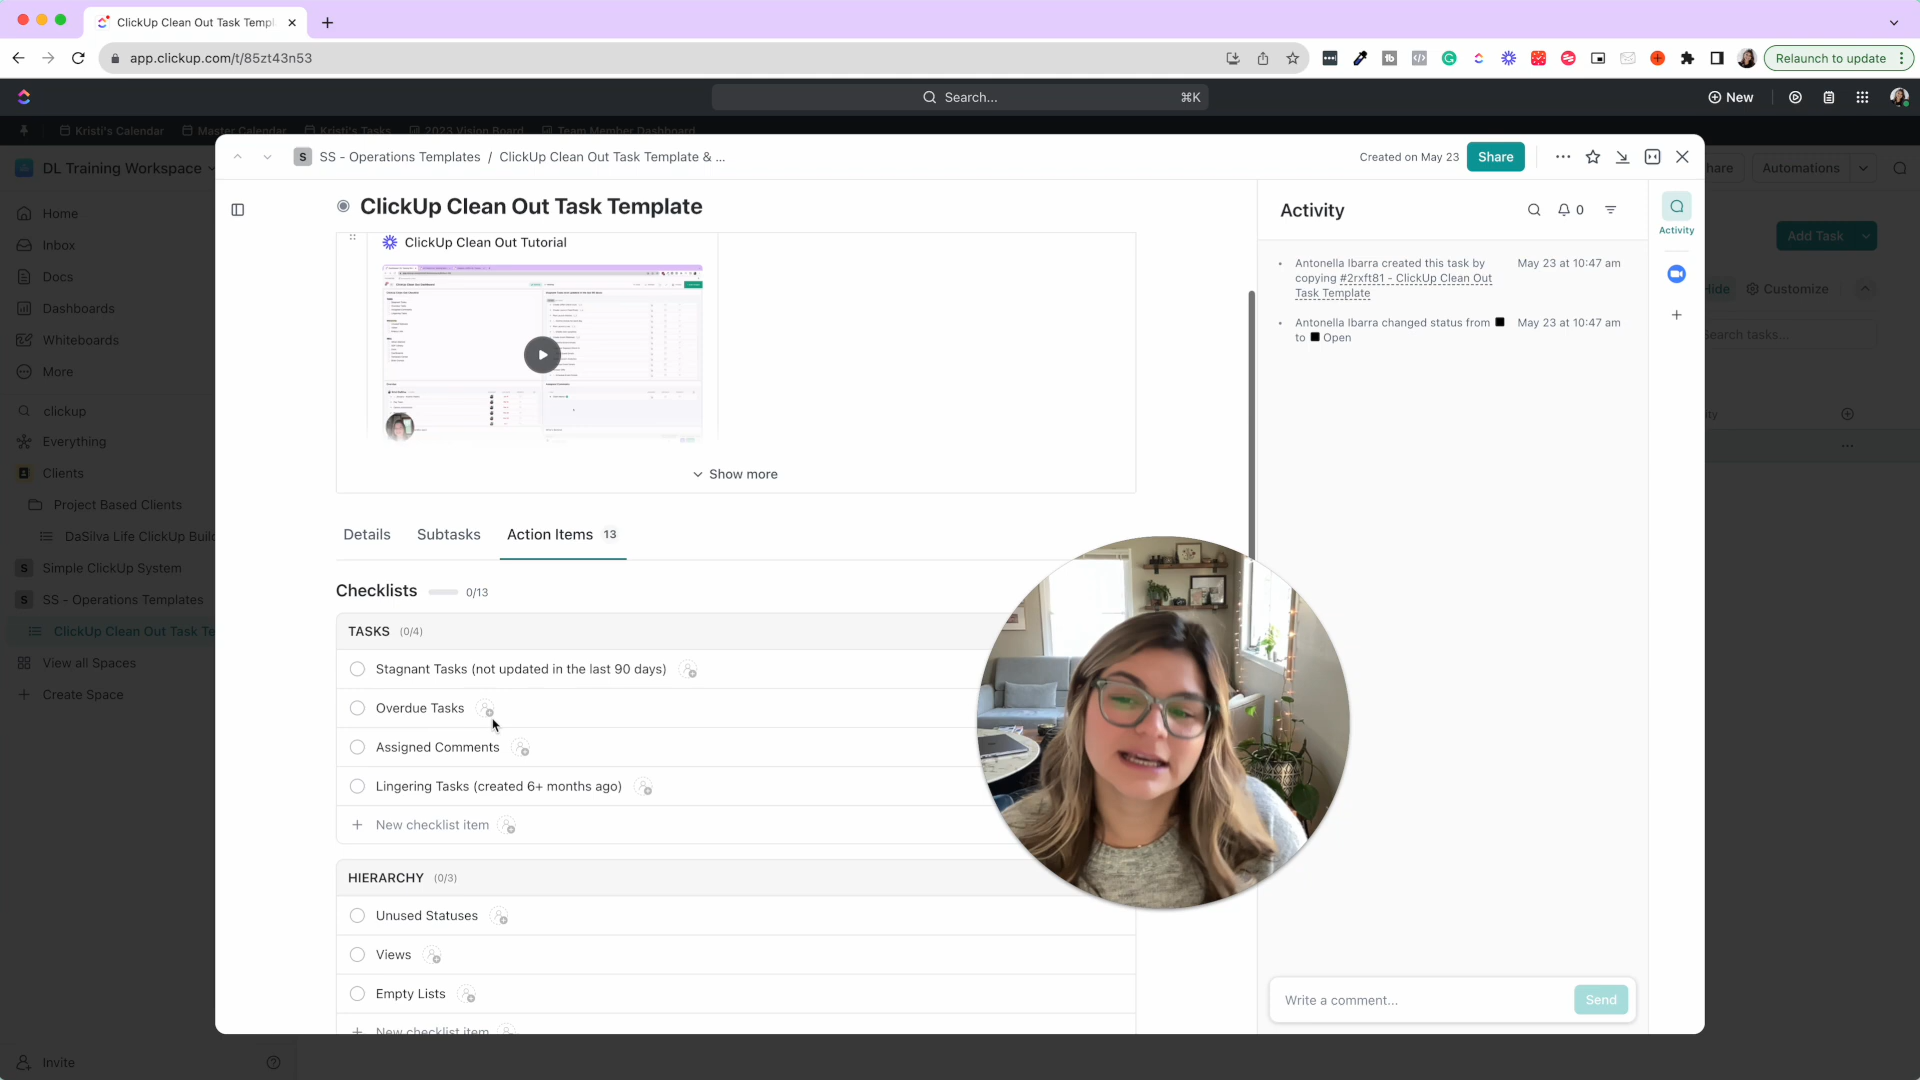 ClickUp Clean Out Task Templ
app.clickup.com/t/85zt43n53
Relaunch to update
Search...
⌘K
New
Kristi's Calendar
Master Calendar
Kristi's Tasks
2023 Vision Board
Team Member Dashboard
DL Training Workspace
Home
Inbox
Docs
Dashboards
Whiteboards
More
clickup
Everything
Clients
Project Based Clients
DaSilva Life ClickUp Buil
Simple ClickUp System
SS - Operations Templates
ClickUp Clean Out Task Te
View all Spaces
Create Space
Invite
S SS - Operations Templates / ClickUp Clean Out Task Template & ...
Created on May 23
Share
ClickUp Clean Out Task Template
ClickUp Clean Out Tutorial
Show more
Details
Subtasks
Action Items 13
Checklists 0/13
TASKS (0/4)
Stagnant Tasks (not updated in the last 90 days)
Overdue Tasks
Assigned Comments
Lingering Tasks (created 6+ months ago)
New checklist item
HIERARCHY (0/3)
Unused Statuses
Views
Empty Lists
New checklist item
Activity
0
Antonella Ibarra created this task by
copying #2rxft81 - ClickUp Clean Out
Task Template
May 23 at 10:47 am
Antonella Ibarra changed status from
to Open
May 23 at 10:47 am
Write a comment...
Send
Activity
hare
Automations
Add Task
Hide
Customize
earch tasks...